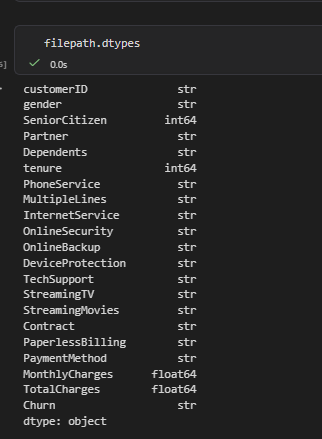 filepath.dtypes
0.0s
customerID str
gender str
SeniorCitizen int64
Partner str
Dependents str
tenure int64
PhoneService str
MultipleLines str
InternetService str
OnlineSecurity str
OnlineBackup str
DeviceProtection str
TechSupport str
StreamingTV str
StreamingMovies str
Contract str
PaperlessBilling str
PaymentMethod str
MonthlyCharges float64
TotalCharges float64
Churn str
dtype: object